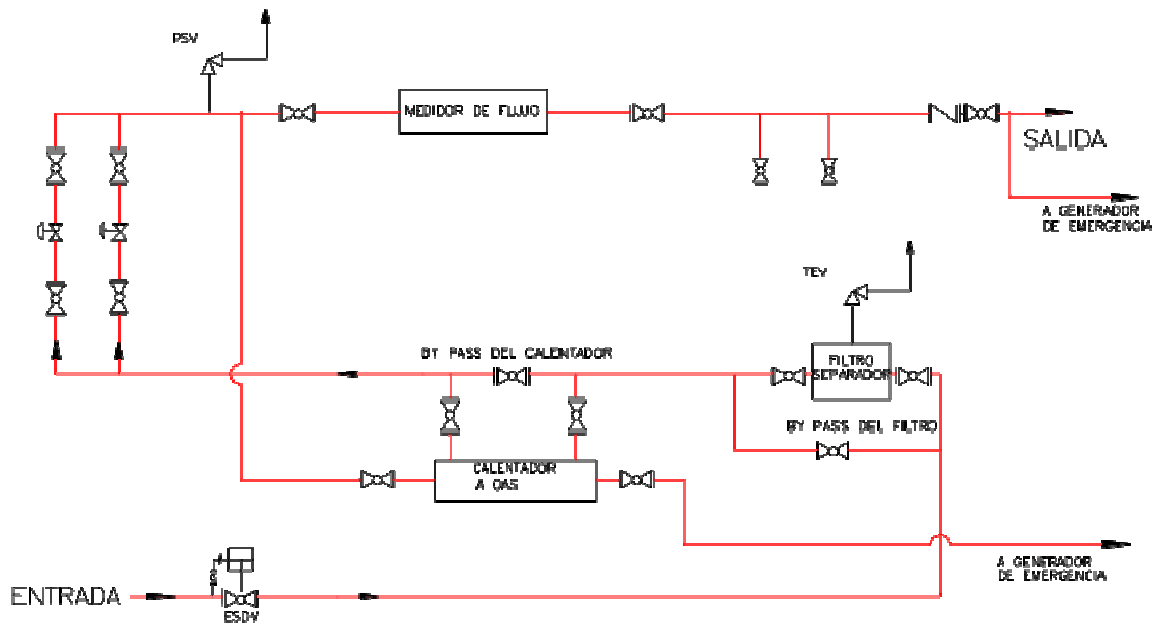 PSV
MEDIDOR DE FLUJO
SALIDA
A GENERADOR
DE EMERGENCIA
TEV
BY PASS DEL CALENTADOR
FILTRO
SEPARADOR
BY PASS DEL FILTRO
CALENTADOR
A GAS
A GENERADOR
DE EMERGENCIA
ENTRADA
ESDV